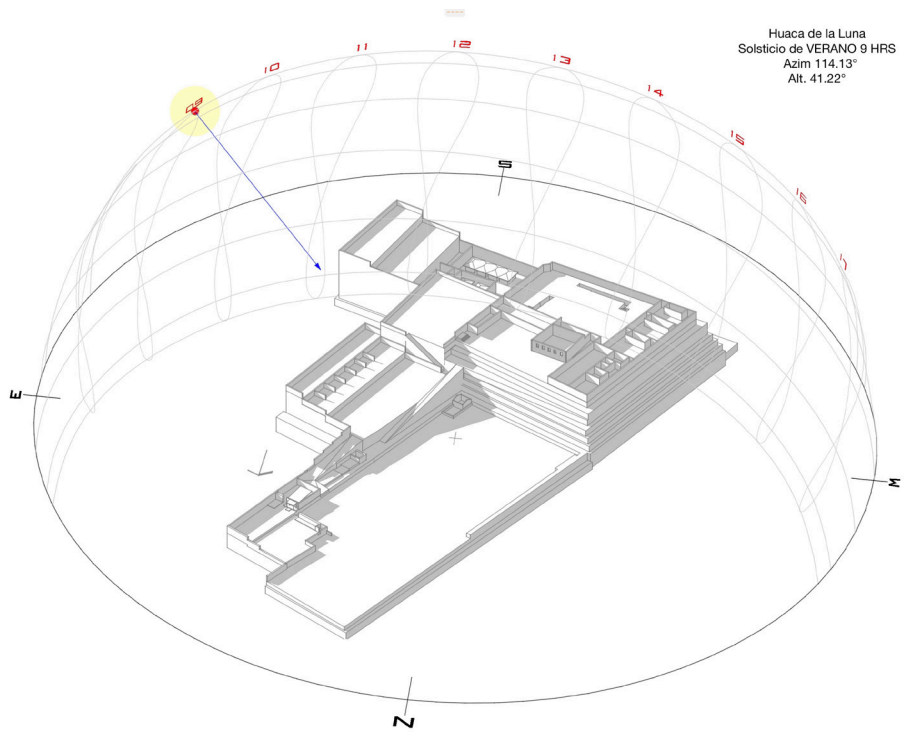 Huaca de la Luna
Solsticio de VERANO 9 HRS
Azim 114.13°
Alt. 41.22°
10
11
12
13
14
15
16
17
S
E
W
N